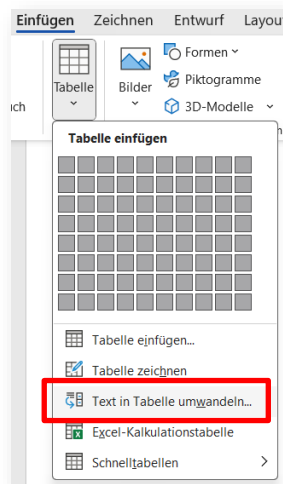 Einfügen Zeichnen Entwurf Layou
Tabelle
Bilder
Formen
Piktogramme
3D-Modelle
uch
Tabelle einfügen
Tabelle einfügen...
Tabelle zeichnen
Text in Tabelle umwandeln...
Excel-Kalkulationstabelle
Schnelltabellen